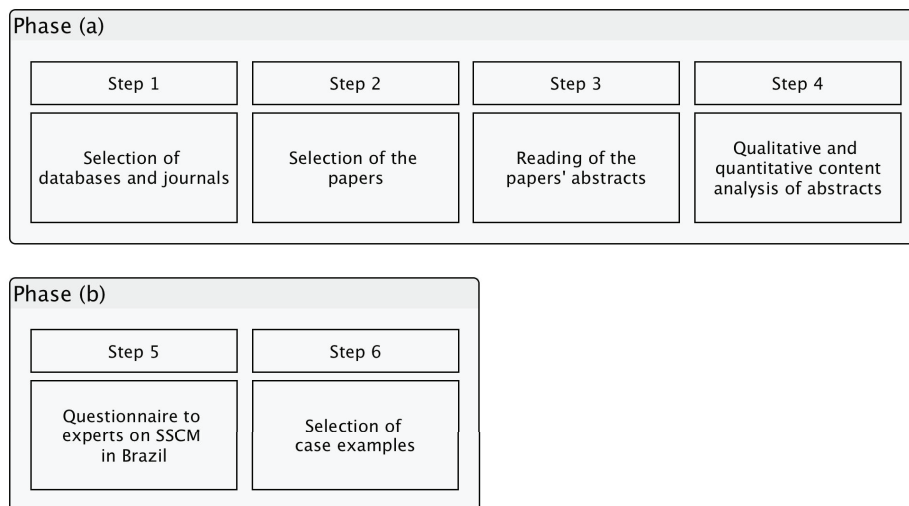 Phase (a)
Step 1
Step 2
Step 3
Step 4
Selection of
databases and journals
Selection of the
papers
Reading of the
papers' abstracts
Qualitative and
quantitative content
analysis of abstracts
Phase (b)
Step 5
Step 6
Questionnaire to
experts on SSCM
in Brazil
Selection of
case examples